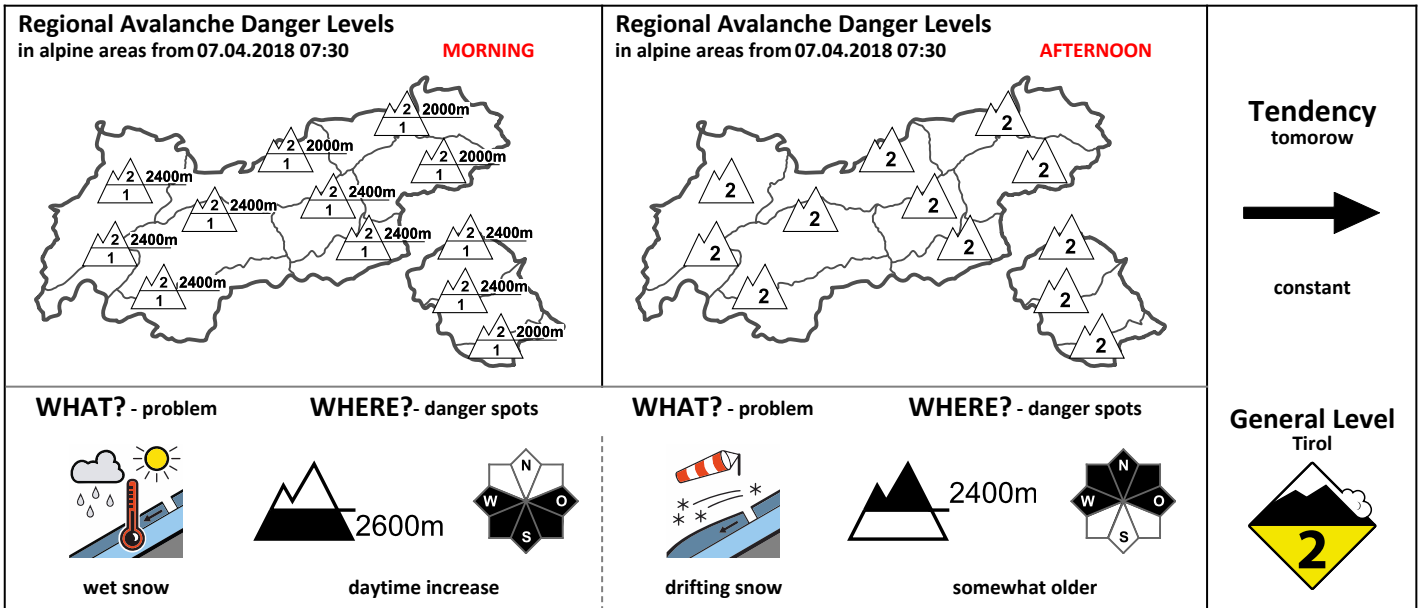 Regional Avalanche Danger Levels
in alpine areas from 07.04.2018 07:30 MORNING
2 2000m
1
2 2000m
1
2 2000m
1
2 2400m
1
2 2400m
1
2 2400m
1
2 2400m
1
2 2400m
1
2 2400m
1
2 2400m
1
2 2400m
1
2 2000m
1
Regional Avalanche Danger Levels
in alpine areas from 07.04.2018 07:30 AFTERNOON
2
2
2
2
2
2
2
2
2
2
2
2
Tendency
tomorow
constant
WHAT? - problem
wet snow
WHERE? - danger spots
2600m
N
W O
S
daytime increase
WHAT? - problem
drifting snow
WHERE? - danger spots
2400m
N
W O
S
somewhat older
General Level
Tirol
2